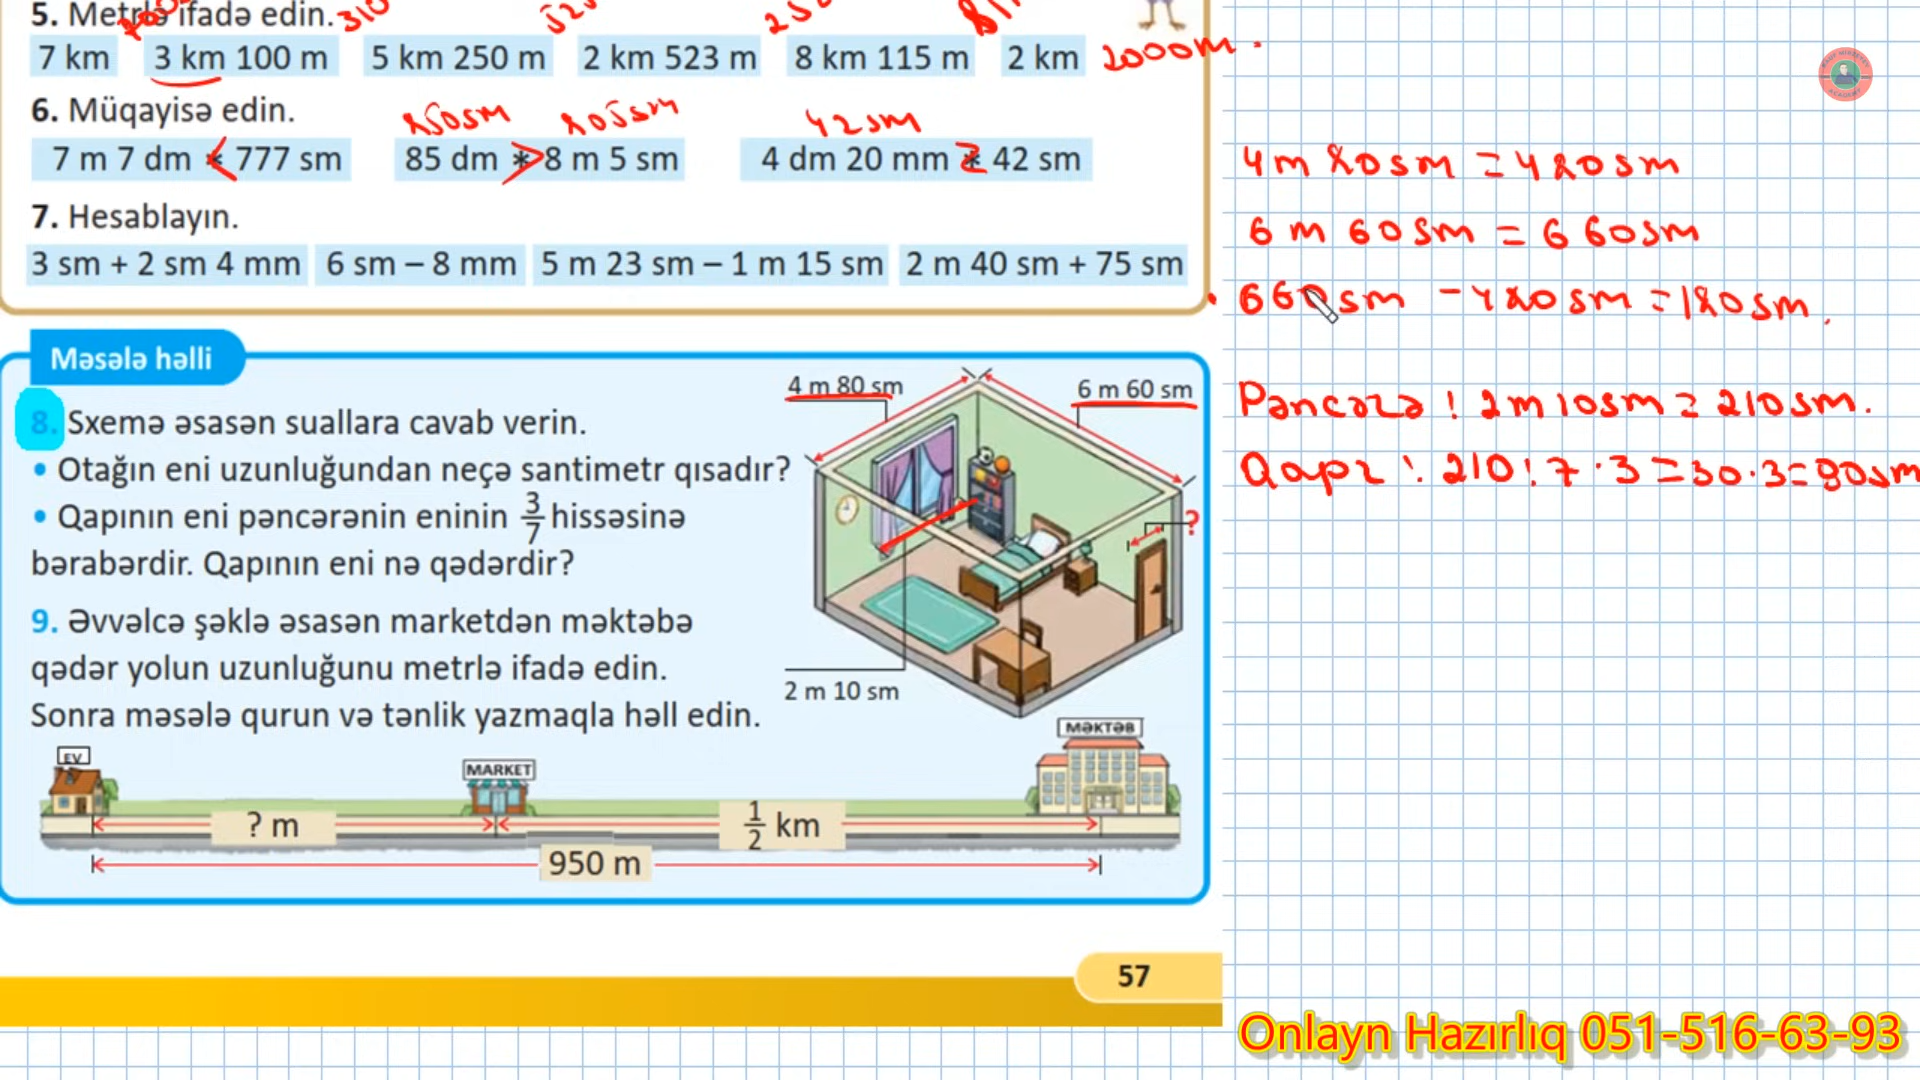 5. Metrlə ifadə edin.
7 km 3 km 100 m 5 km 250 m 2 km 523 m 8 km 115 m 2 km 2000m.
6. Müqayisə edin.
850sm 805sm 42sm
7 m 7 dm < 777 sm 85 dm > 8 m 5 sm 4 dm 20 mm = 42 sm
7. Hesablayın.
3 sm + 2 sm 4 mm 6 sm – 8 mm 5 m 23 sm – 1 m 15 sm 2 m 40 sm + 75 sm
Məsələ həlli
8. Sxemə əsasən suallara cavab verin.
• Otağın eni uzunluğundan neçə santimetr qısadır?
• Qapının eni pəncərənin eninin 3/7 hissəsinə
bərabərdir. Qapının eni nə qədərdir?
4 m 80 sm
6 m 60 sm
?
2 m 10 sm
9. Əvvəlcə şəklə əsasən marketdən məktəbə
qədər yolun uzunluğunu metrlə ifadə edin.
Sonra məsələ qurun və tənlik yazmaqla həll edin.
EV
MARKET
MƏKTƏB
? m
1/2 km
950 m
57
4m 80sm = 480sm
6m 60sm = 660sm
660sm - 480sm = 180sm.
Pəncərə : 2m 10sm = 210sm.
Qapı : 210:7·3=30·3=90sm
Onlayn Hazırlıq 051-516-63-93